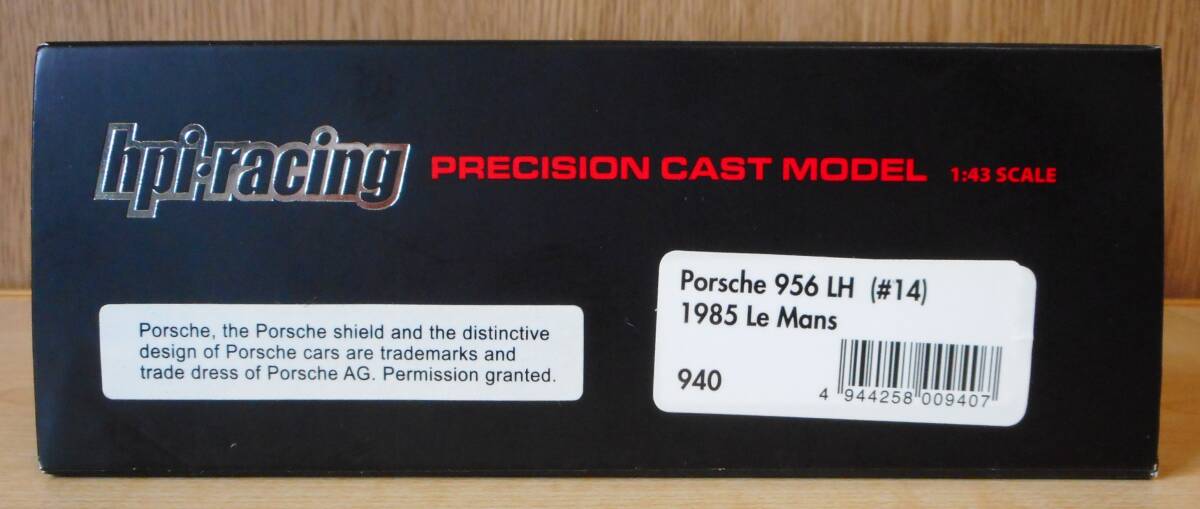 hpi·racing PRECISION CAST MODEL 1:43 SCALE
Porsche, the Porsche shield and the distinctive
design of Porsche cars are trademarks and
trade dress of Porsche AG. Permission granted.
Porsche 956 LH (#14)
1985 Le Mans
940
4 944258 009407